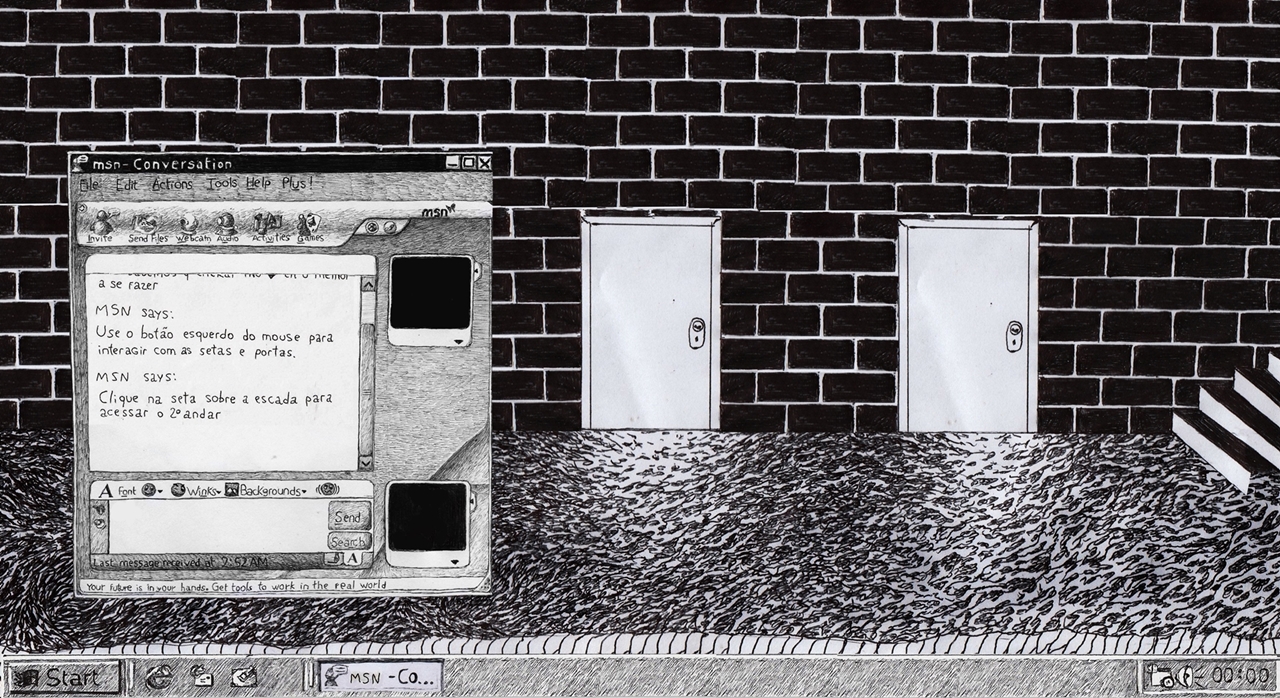 msn-Conversation
File Edit Actions Tools Help Plus!
msn
Invite Send Files Webcam Audio Activities Games
a se razer
MSN says:
Use o botão esquerdo do mouse para
interagir com as setas e portas.
MSN says:
Clique na seta sobre a escada para
acessar o 2º andar
A Font Winks Backgrounds
Send
Search
Last message received at 2:52 AM
A
Your future is in your hands. Get tools to work in the real world
Start
MSN -Co...
00:00